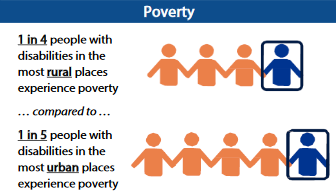 Poverty
1 in 4 people with
disabilities in the
most rural places
experience poverty
... compared to ...
1 in 5 people with
disabilities in the
most urban places
experience poverty